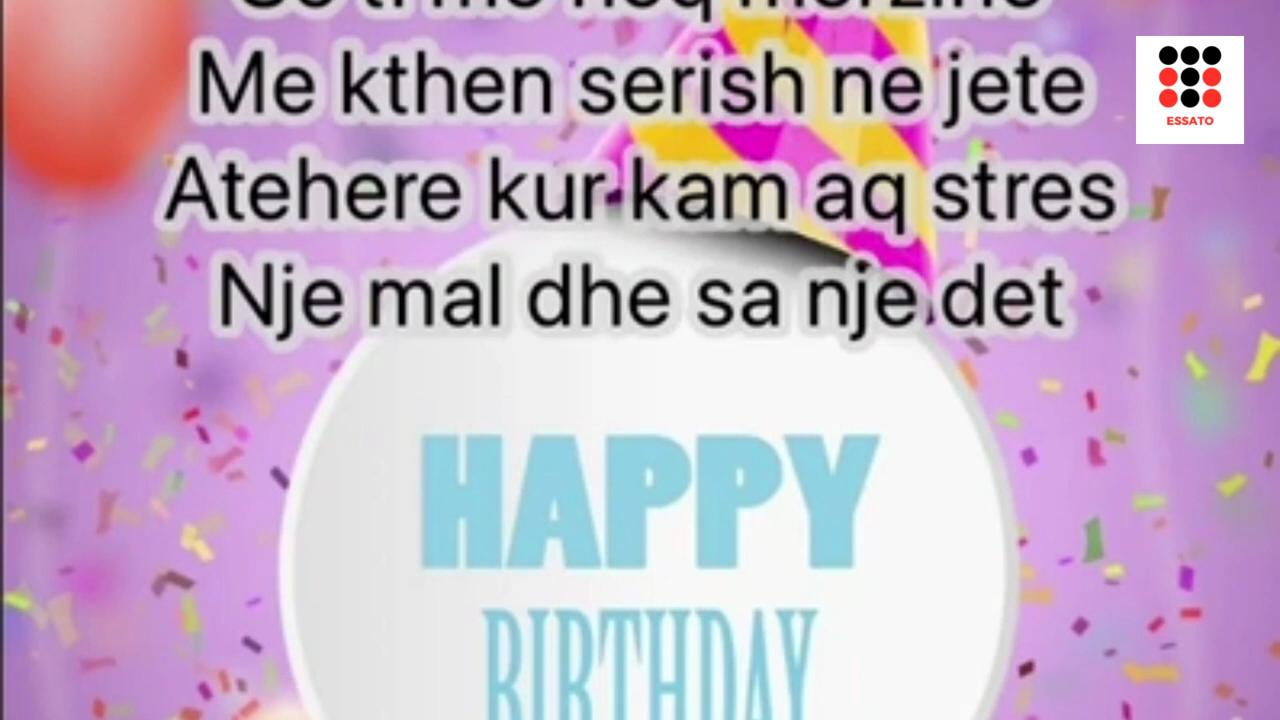 Me kthen serish ne jete
Atehere kur kam aq stres
Nje mal dhe sa nje det
ESSATO
HAPPY
BIRTHDAY